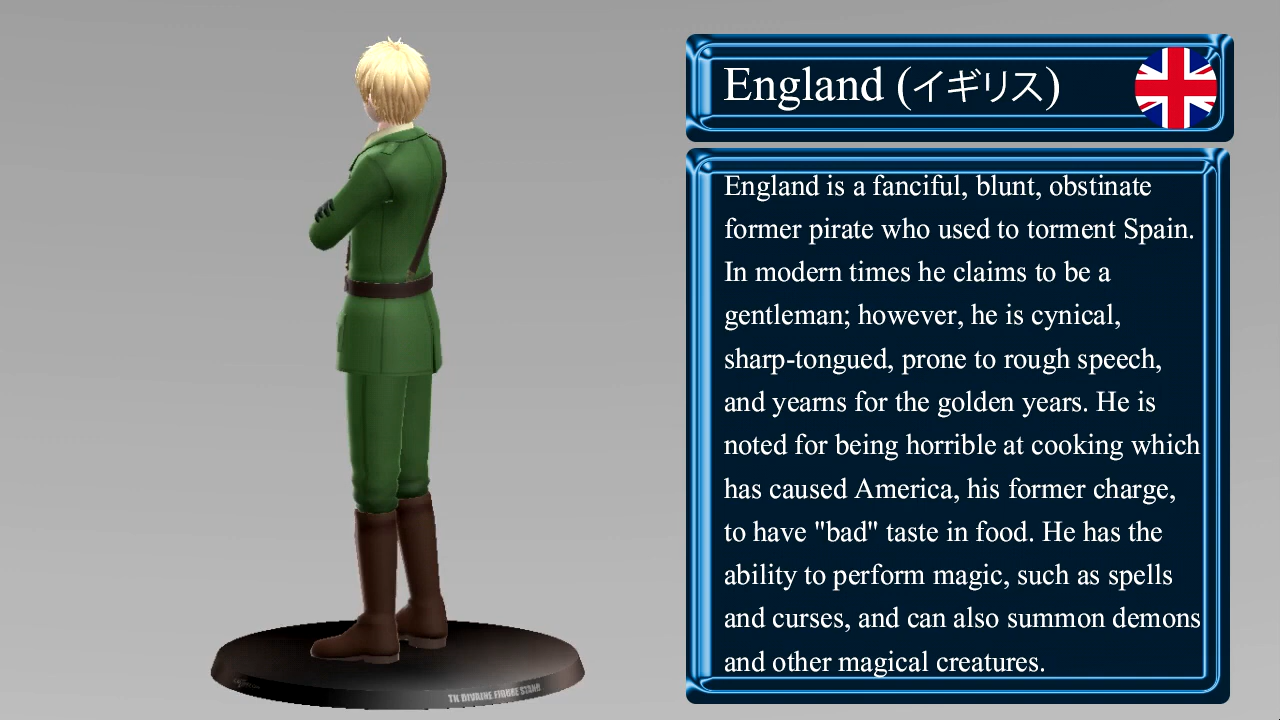 England (イギリス)
England is a fanciful, blunt, obstinate
former pirate who used to torment Spain.
In modern times he claims to be a
gentleman; however, he is cynical,
sharp-tongued, prone to rough speech,
and yearns for the golden years. He is
noted for being horrible at cooking which
has caused America, his former charge,
to have "bad" taste in food. He has the
ability to perform magic, such as spells
and curses, and can also summon demons
and other magical creatures.
FIGURE STAND